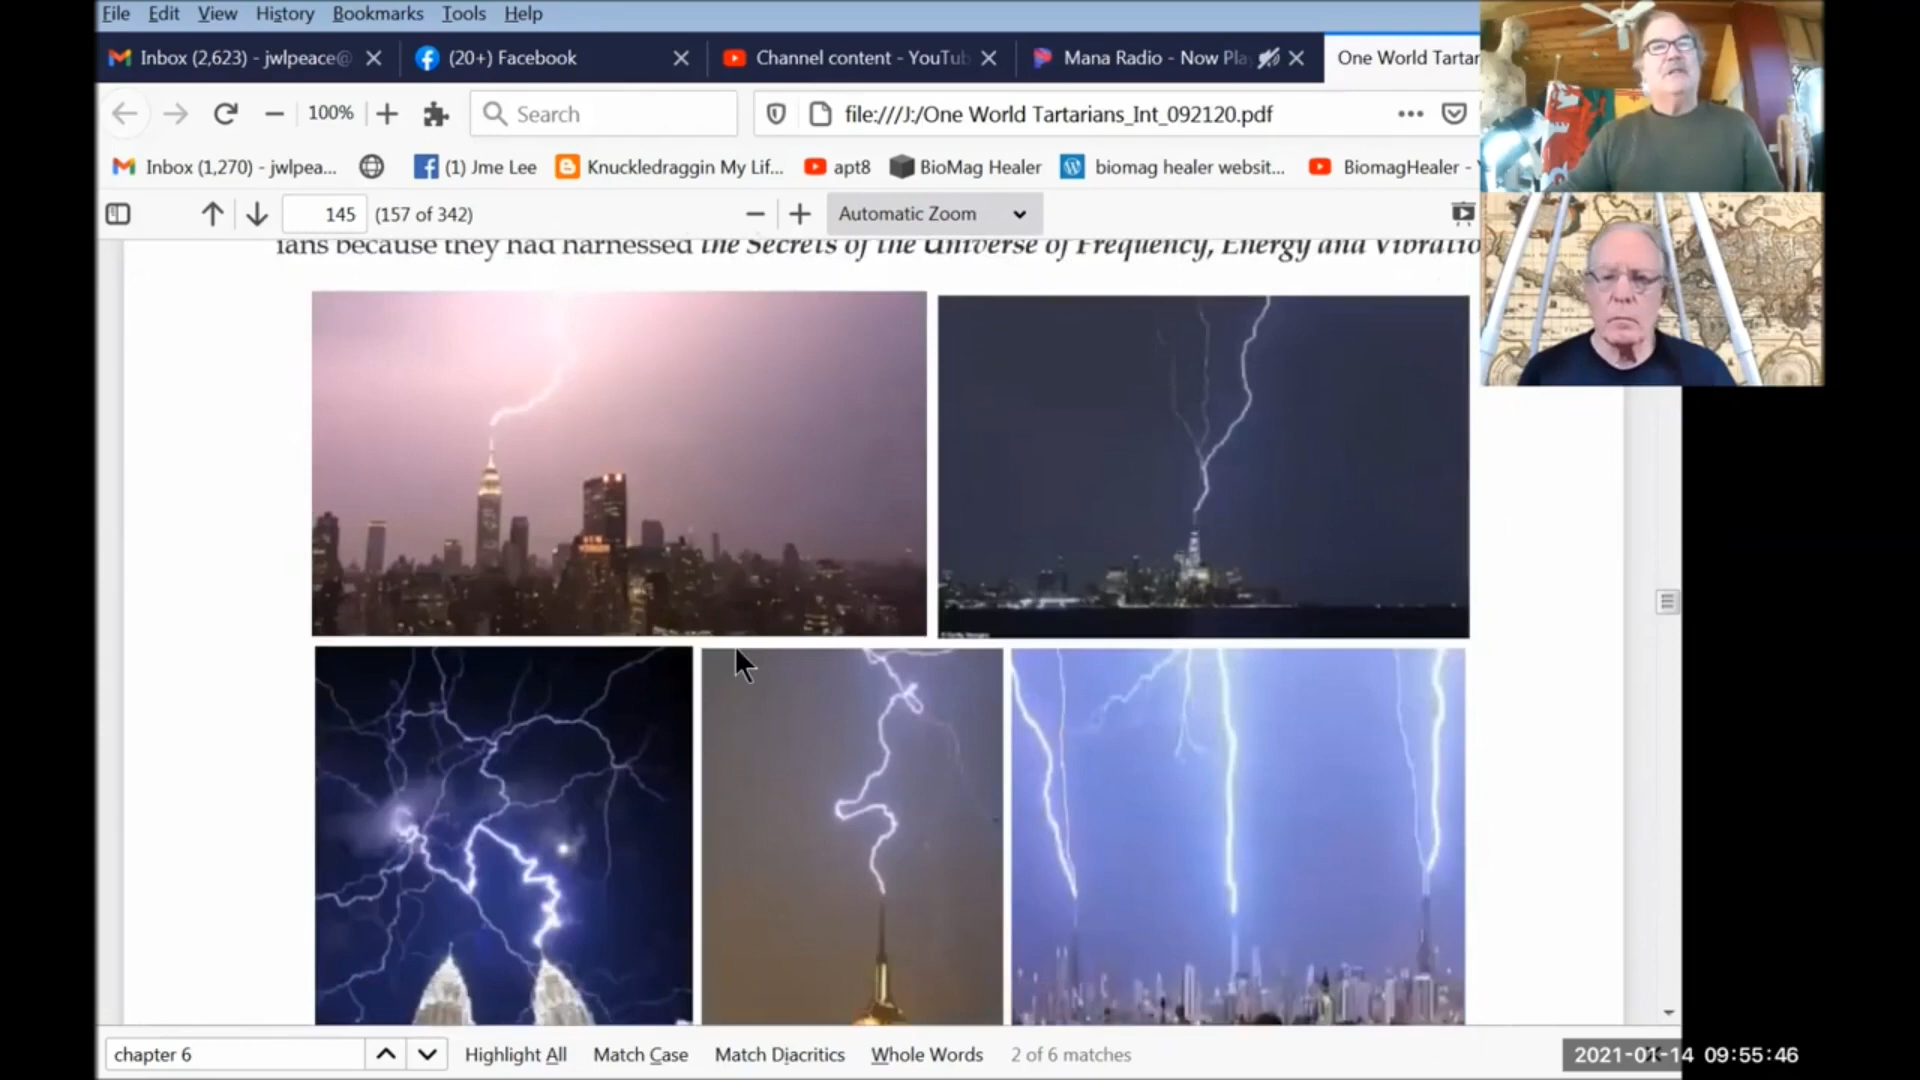 File Edit View History Bookmarks Tools Help
Inbox (2,623) - jwlpeace@ (20+) Facebook Channel content - YouTub Mana Radio - Now Pla One World Tartar
100% Search file:///J:/One World Tartarians_Int_092120.pdf
Inbox (1,270) - jwlpea... (1) Jme Lee Knuckledraggin My Lif... apt8 BioMag Healer biomag healer websit... BiomagHealer -
145 (157 of 342) Automatic Zoom
ians because they had harnessed the Secrets of the Universe of Frequency, Energy and Vibratio
chapter 6 Highlight All Match Case Match Diacritics Whole Words 2 of 6 matches
2021-01-14 09:55:46